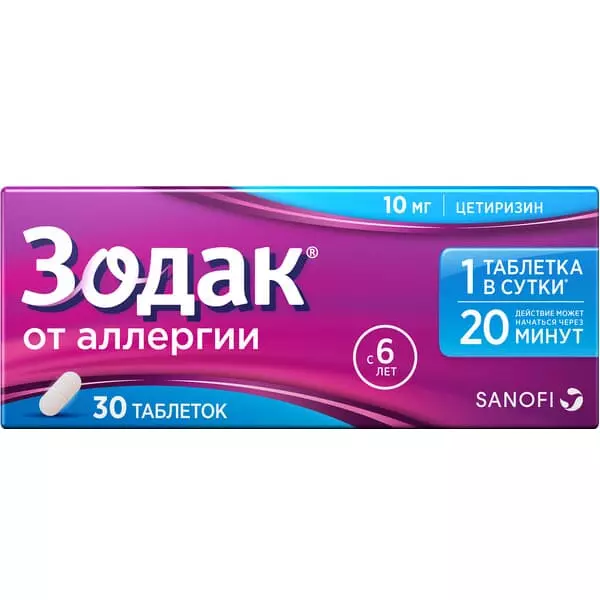 10 мг | цетиризин
Зодак®
от аллергии
1 ТАБЛЕТКА В СУТКИ*
ДЕЙСТВИЕ МОЖЕТ НАЧАТЬСЯ ЧЕРЕЗ
20 МИНУТ
с 6 ЛЕТ
30 ТАБЛЕТОК
SANOFI